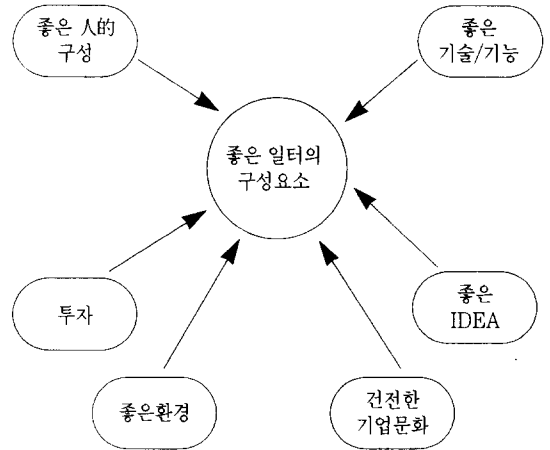 좋은 人的
구성
좋은
기술/기능
좋은 일터의
구성요소
투자
좋은
IDEA
좋은환경
건전한
기업문화